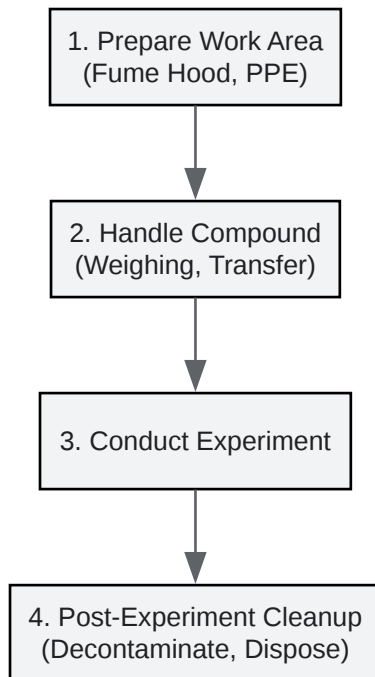 1. Prepare Work Area
(Fume Hood, PPE)
2. Handle Compound
(Weighing, Transfer)
3. Conduct Experiment
4. Post-Experiment Cleanup
(Decontaminate, Dispose)